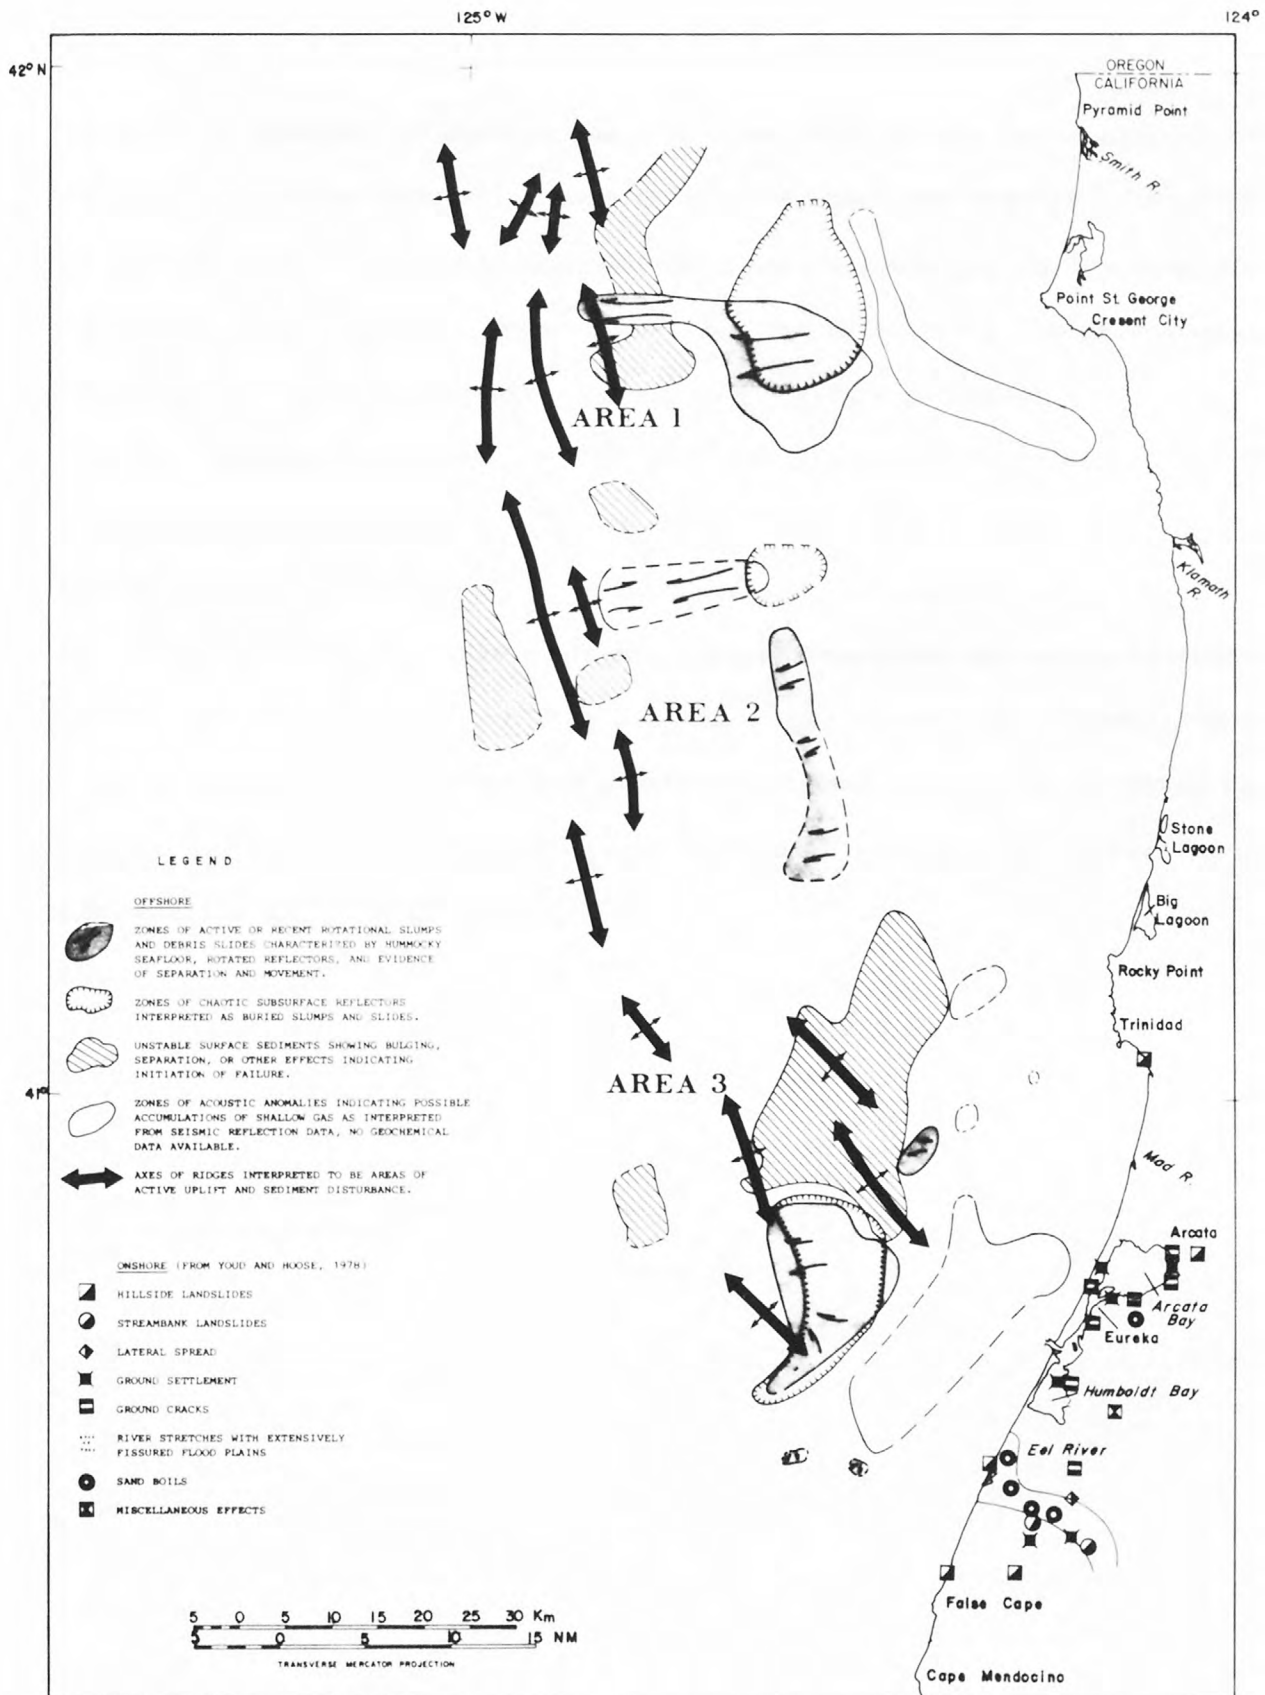 125° W
124°
42° N
OREGON
CALIFORNIA
Pyramid Point
Smith R.
Point St. George
Cresent City
AREA 1
Klamath
R.
AREA 2
Stone
Lagoon
Big
Lagoon
Rocky Point
Trinidad
AREA 3
41°
Mad R.
Arcata
Arcata
Bay
Eureka
Humboldt Bay
Eel River
False Cape
Cape Mendocino
LEGEND
OFFSHORE
ZONES OF ACTIVE OR RECENT ROTATIONAL SLUMPS
AND DEBRIS SLIDES CHARACTERIZED BY HUMMOCKY
SEAFLOOR, ROTATED REFLECTORS, AND EVIDENCE
OF SEPARATION AND MOVEMENT.
ZONES OF CHAOTIC SUBSURFACE REFLECTORS
INTERPRETED AS BURIED SLUMPS AND SLIDES.
UNSTABLE SURFACE SEDIMENTS SHOWING BULGING,
SEPARATION, OR OTHER EFFECTS INDICATING
INITIATION OF FAILURE.
ZONES OF ACOUSTIC ANOMALIES INDICATING POSSIBLE
ACCUMULATIONS OF SHALLOW GAS AS INTERPRETED
FROM SEISMIC REFLECTION DATA, NO GEOCHEMICAL
DATA AVAILABLE.
AXES OF RIDGES INTERPRETED TO BE AREAS OF
ACTIVE UPLIFT AND SEDIMENT DISTURBANCE.
ONSHORE (FROM YOUD AND HOOSE, 1978)
HILLSIDE LANDSLIDES
STREAMBANK LANDSLIDES
LATERAL SPREAD
GROUND SETTLEMENT
GROUND CRACKS
RIVER STRETCHES WITH EXTENSIVELY
FISSURED FLOOD PLAINS
SAND BOILS
MISCELLANEOUS EFFECTS
5 0 5 10 15 20 25 30 Km
5 0 5 10 15 NM
TRANSVERSE MERCATOR PROJECTION